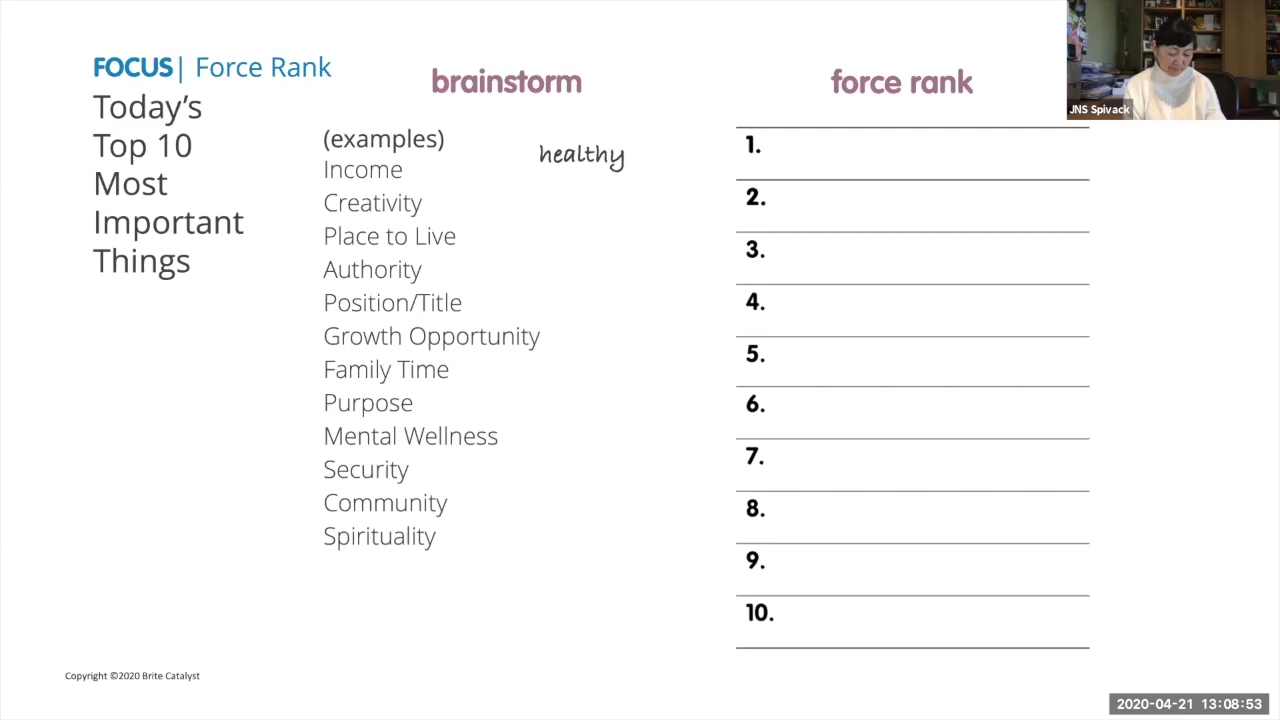 FOCUS| Force Rank
Today's
Top 10
Most
Important
Things
brainstorm
(examples)
Income
Creativity
Place to Live
Authority
Position/Title
Growth Opportunity
Family Time
Purpose
Mental Wellness
Security
Community
Spirituality
healthy
force rank
1.
2.
3.
4.
5.
6.
7.
8.
9.
10.
JNS Spivack
Copyright ©2020 Brite Catalyst
2020-04-21 13:08:53